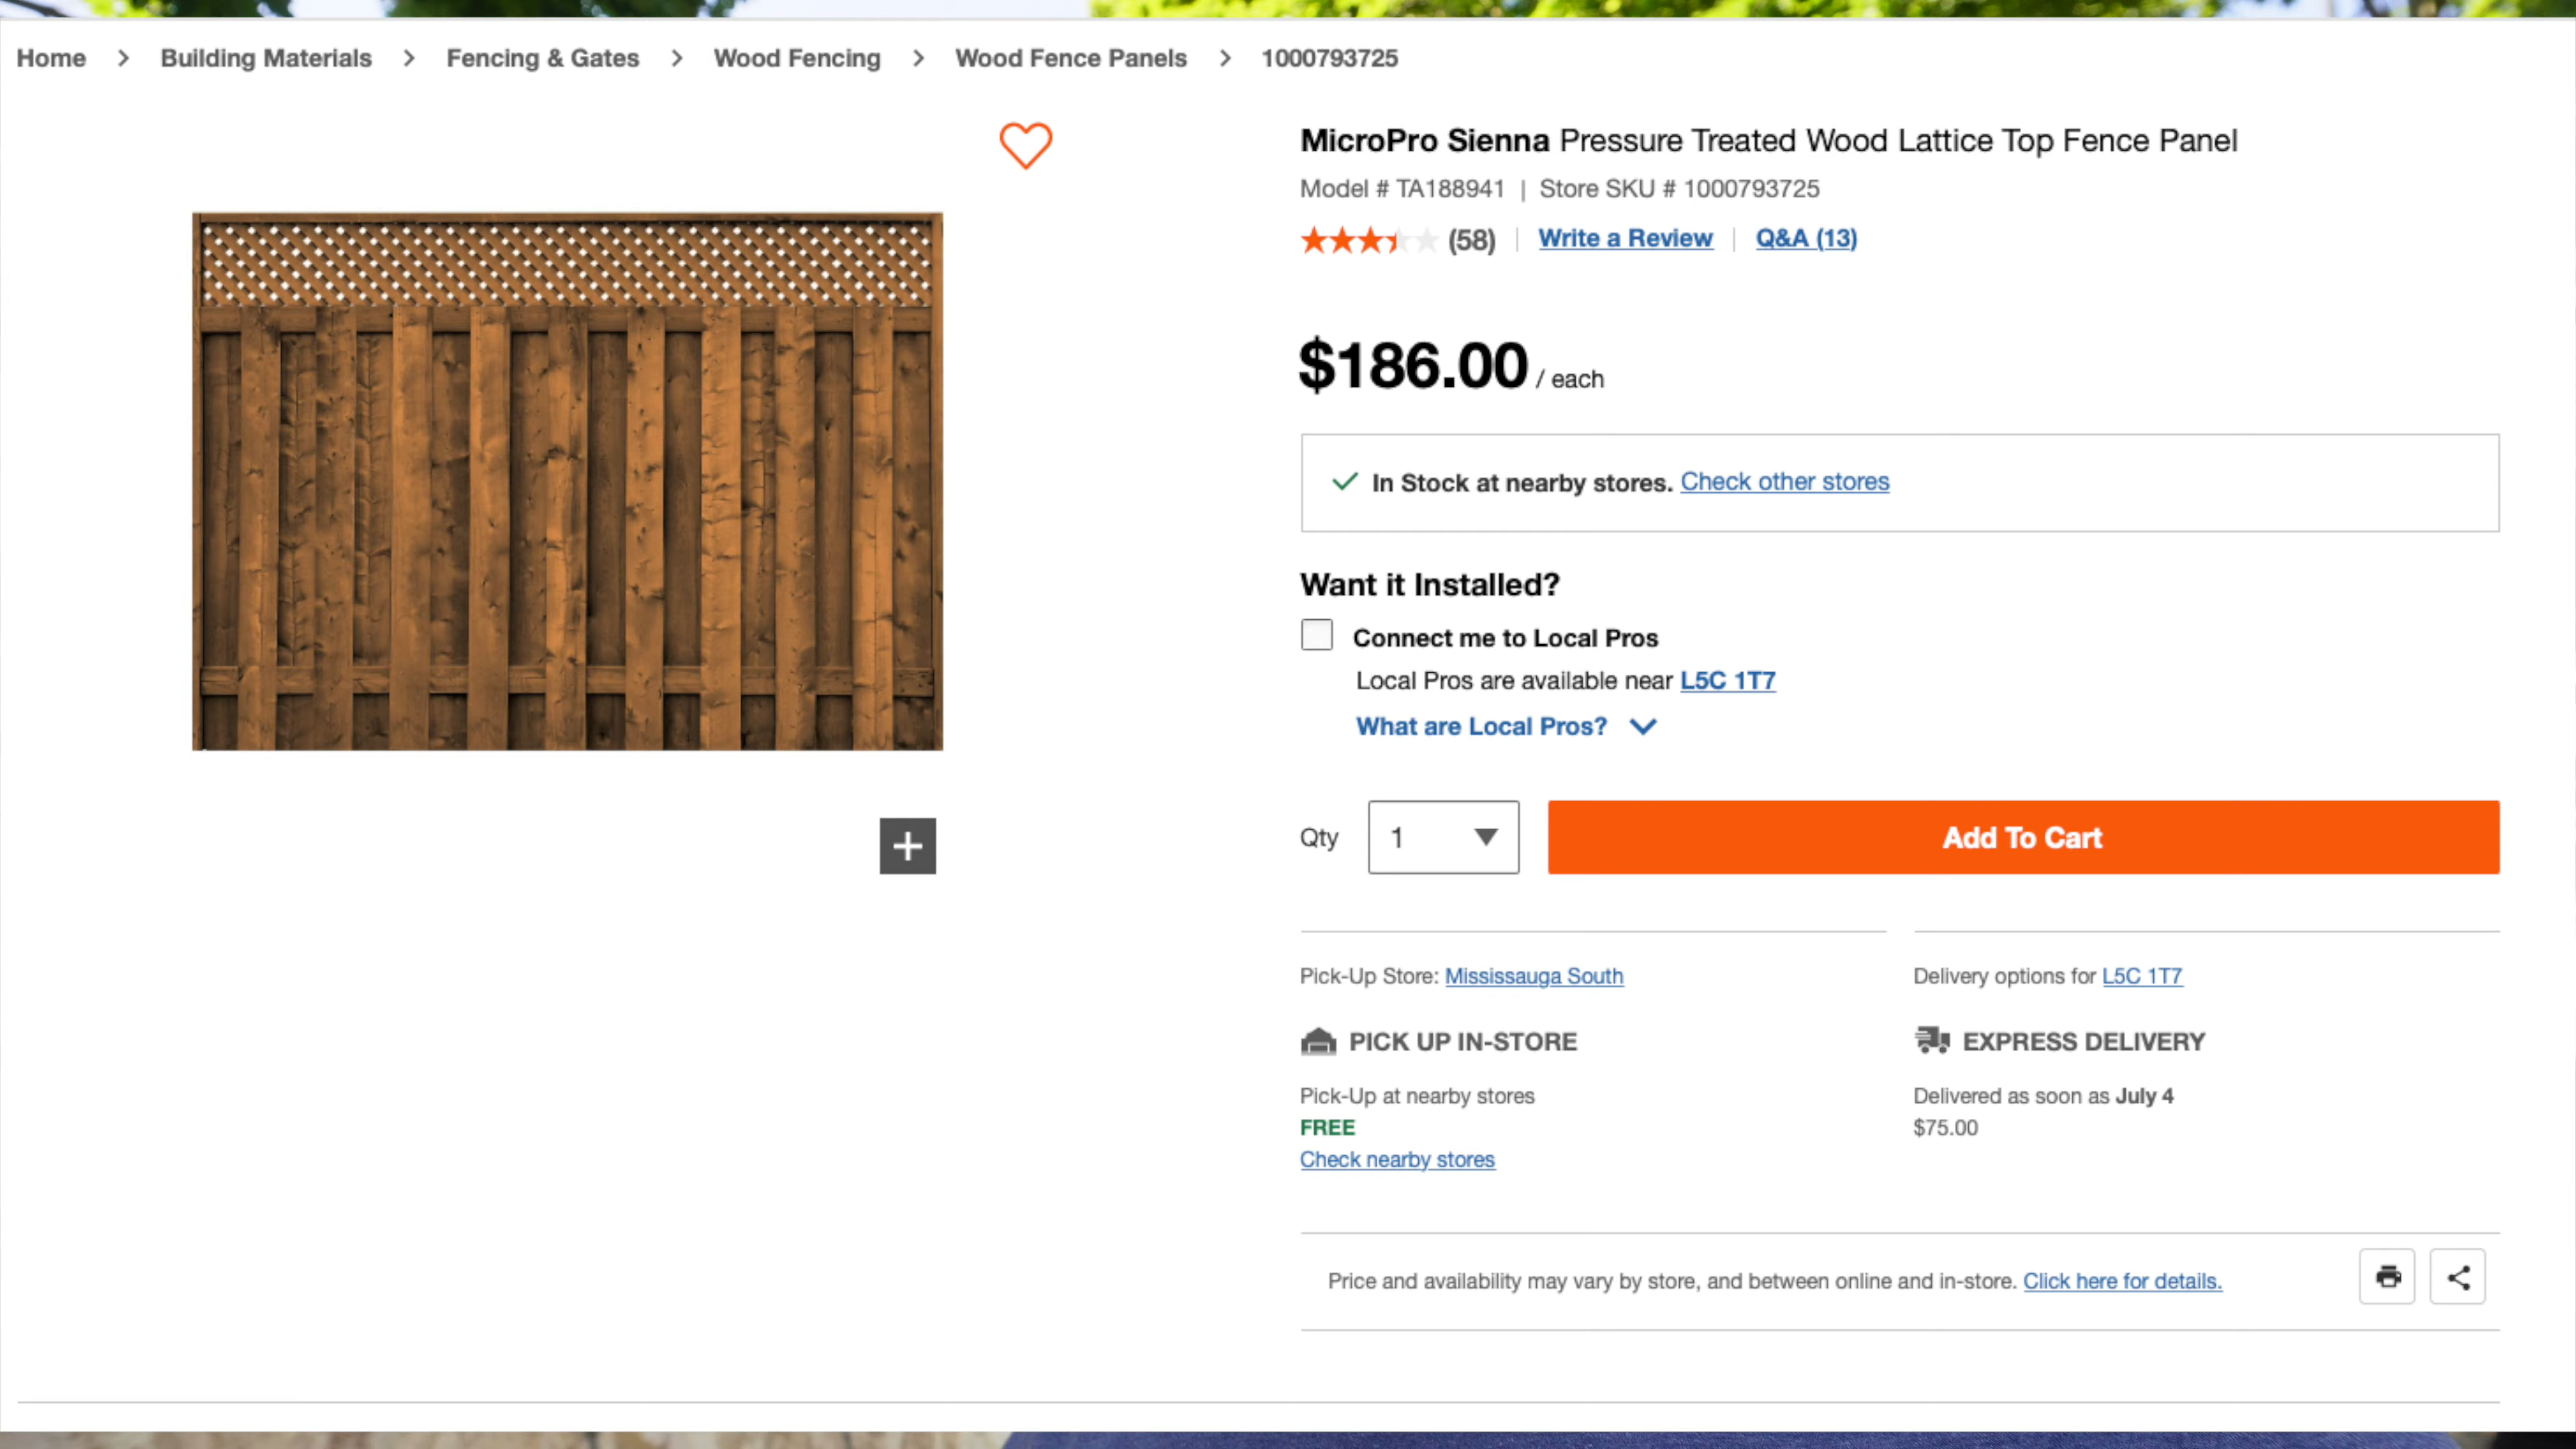 Home > Building Materials > Fencing & Gates > Wood Fencing > Wood Fence Panels > 1000793725
MicroPro Sienna Pressure Treated Wood Lattice Top Fence Panel
Model # TA188941 | Store SKU # 1000793725
(58) | Write a Review | Q&A (13)
$186.00 / each
In Stock at nearby stores. Check other stores
Want it Installed?
Connect me to Local Pros
Local Pros are available near L5C 1T7
What are Local Pros?
Qty 1 Add To Cart
Pick-Up Store: Mississauga South
PICK UP IN-STORE
Pick-Up at nearby stores
FREE
Check nearby stores
Delivery options for L5C 1T7
EXPRESS DELIVERY
Delivered as soon as July 4
$75.00
Price and availability may vary by store, and between online and in-store. Click here for details.